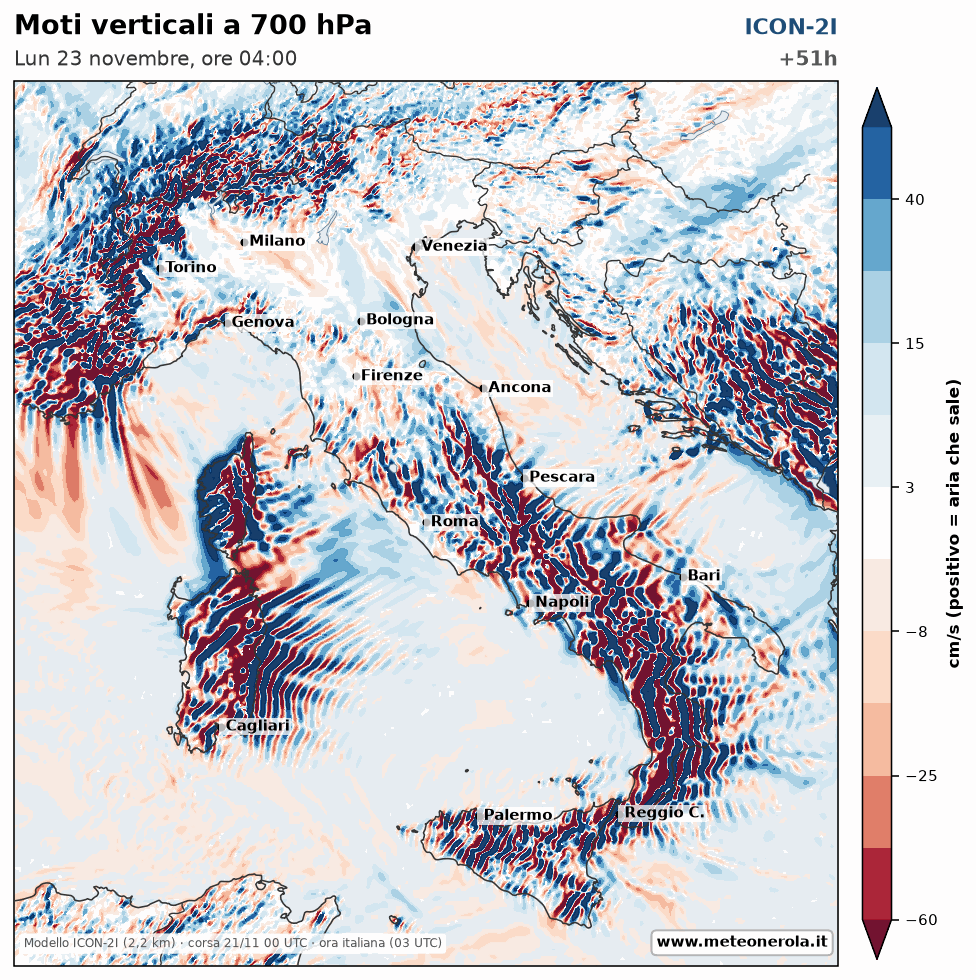 Moti verticali a 700 hPa
ICON-2I
Lun 23 novembre, ore 04:00
+51h
Milano
Venezia
Torino
Genova
Bologna
Firenze
Ancona
Pescara
Roma
Bari
Napoli
Cagliari
Palermo
Reggio C.
40
15
3
−8
−25
−60
cm/s (positivo = aria che sale)
Modello ICON-2I (2,2 km) · corsa 21/11 00 UTC · ora italiana (03 UTC)
www.meteonerola.it